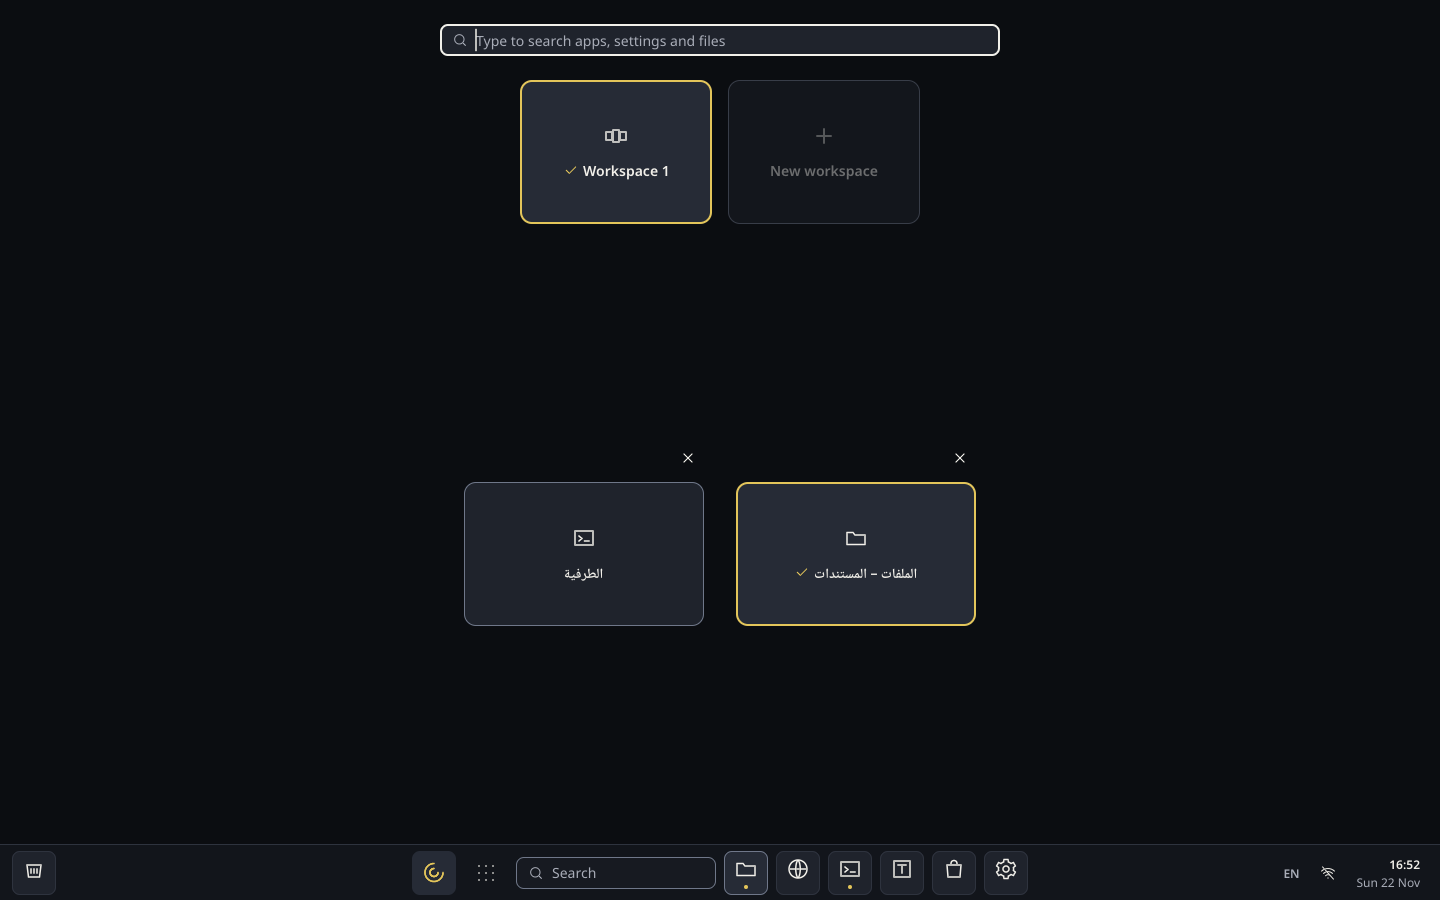 Type to search apps, settings and files
Workspace 1
New workspace
الطرفية
الملفات – المستندات
Search
EN
16:52
Sun 22 Nov